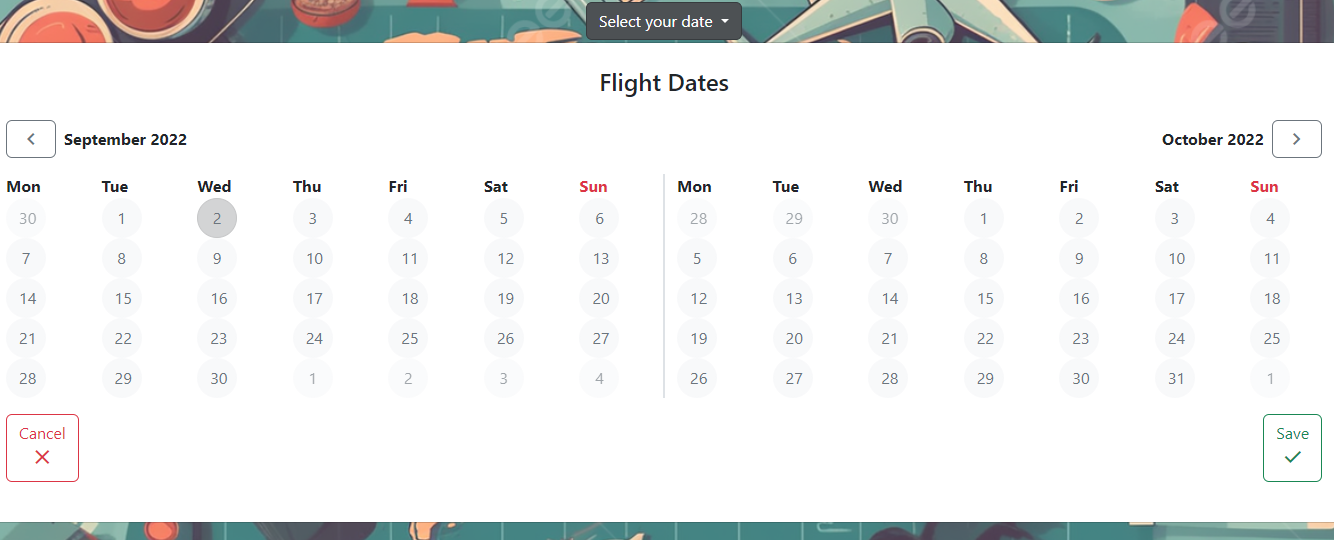 Select your date
Flight Dates
September 2022
October 2022
Mon Tue Wed Thu Fri Sat Sun
30 1 2 3 4 5 6
7 8 9 10 11 12 13
14 15 16 17 18 19 20
21 22 23 24 25 26 27
28 29 30 1 2 3 4
Mon Tue Wed Thu Fri Sat Sun
28 29 30 1 2 3 4
5 6 7 8 9 10 11
12 13 14 15 16 17 18
19 20 21 22 23 24 25
26 27 28 29 30 31 1
Cancel
Save